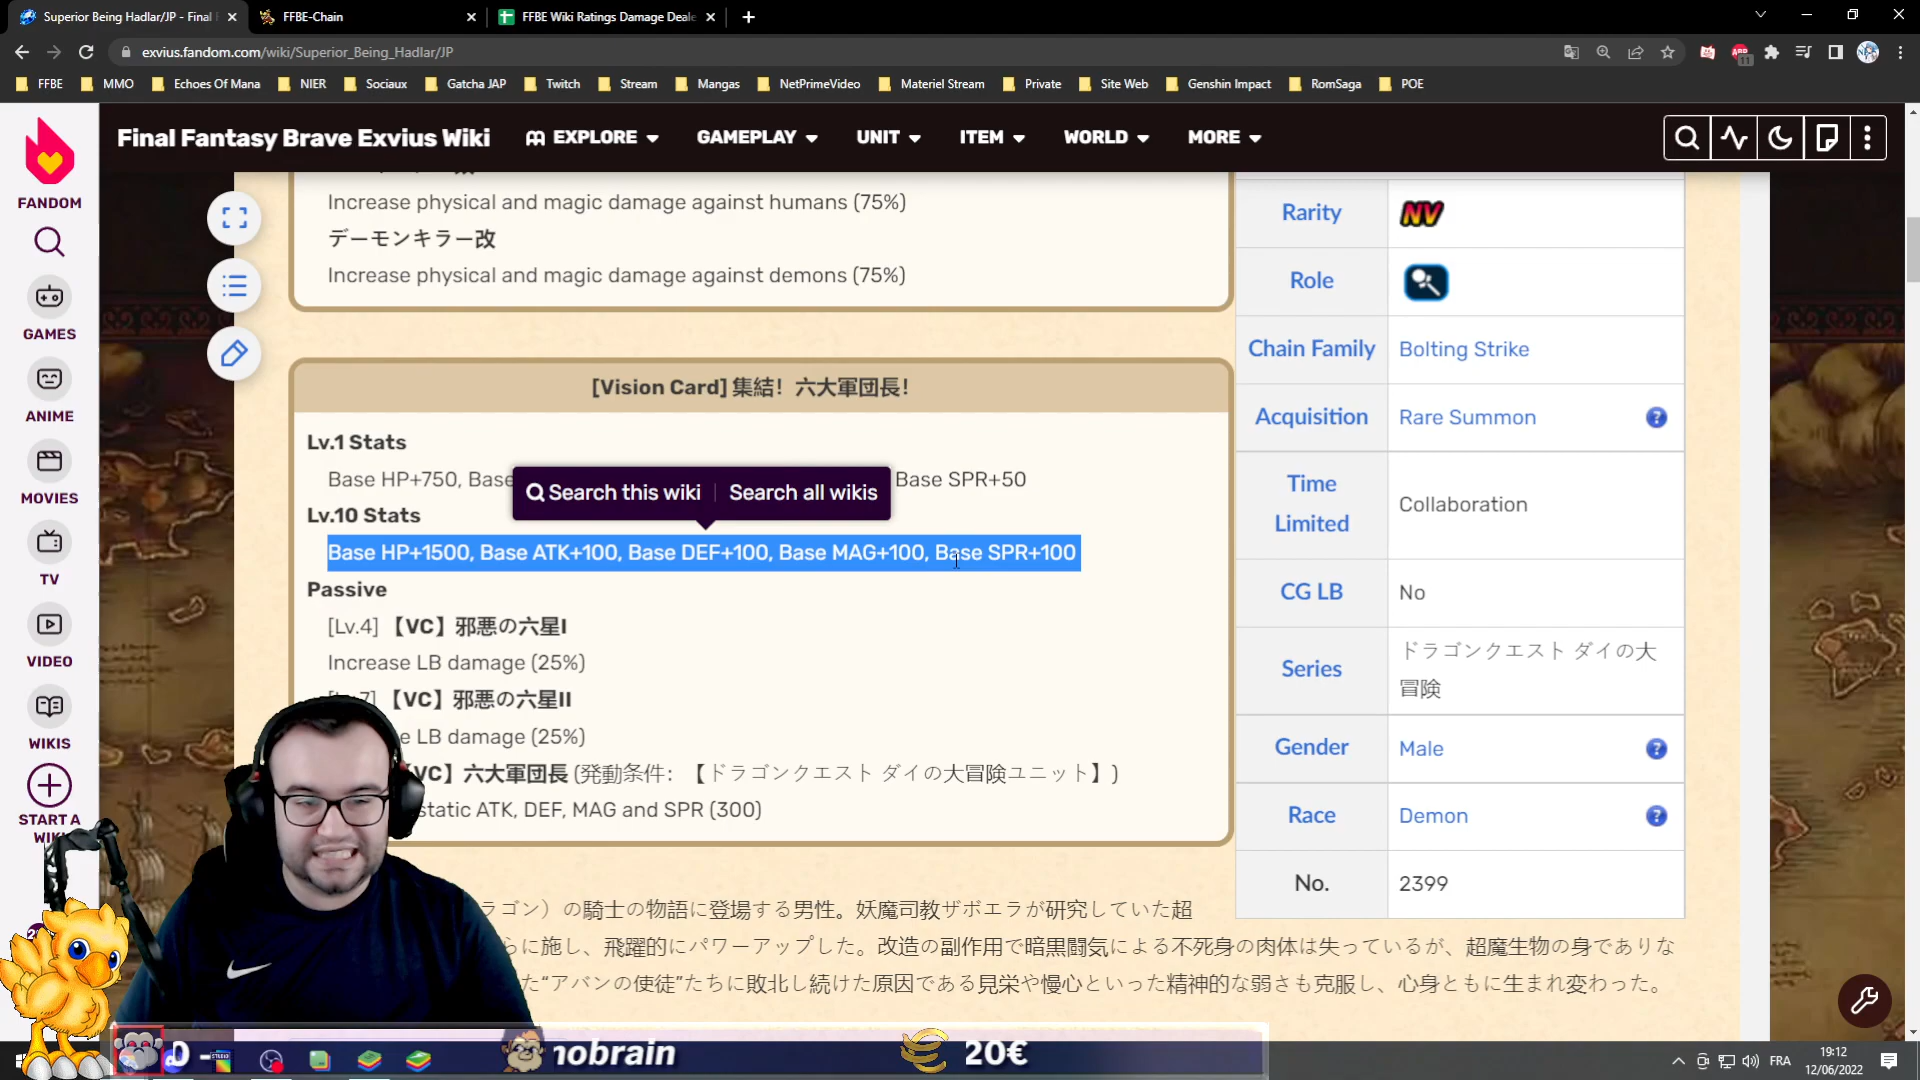 Superior Being Hadlar/JP - Final F
FFBE-Chain
FFBE Wiki Ratings Damage Deale
exvius.fandom.com/wiki/Superior_Being_Hadlar/JP
FFBE
MMO
Echoes Of Mana
NIER
Sociaux
Gatcha JAP
Twitch
Stream
Mangas
NetPrimeVideo
Materiel Stream
Private
Site Web
Genshin Impact
RomSaga
POE
Final Fantasy Brave Exvius Wiki
EXPLORE
GAMEPLAY
UNIT
ITEM
WORLD
MORE
FANDOM
GAMES
ANIME
MOVIES
TV
VIDEO
WIKIS
START A
WIKI
Increase physical and magic damage against humans (75%)
デーモンキラー改
Increase physical and magic damage against demons (75%)
[Vision Card] 集結！六大軍団長！
Lv.1 Stats
Base HP+750, Base
Base SPR+50
Search this wiki
Search all wikis
Lv.10 Stats
Base HP+1500, Base ATK+100, Base DEF+100, Base MAG+100, Base SPR+100
Passive
[Lv.4] 【VC】邪悪の六星I
Increase LB damage (25%)
7] 【VC】邪悪の六星II
e LB damage (25%)
VC】六大軍団長 (発動条件: 【ドラゴンクエスト ダイの大冒険ユニット】)
static ATK, DEF, MAG and SPR (300)
Rarity
NV
Role
Chain Family
Bolting Strike
Acquisition
Rare Summon
Time
Limited
Collaboration
CG LB
No
Series
ドラゴンクエスト ダイの大
冒険
Gender
Male
Race
Demon
No.
2399
ラゴン）の騎士の物語に登場する男性。妖魔司教ザボエラが研究していた超
らに施し、飛躍的にパワーアップした。改造の副作用で暗黒闘気による不死身の肉体は失っているが、超魔生物の身でありな
た“アバンの使徒”たちに敗北し続けた原因である見栄や慢心といった精神的な弱さも克服し、心身ともに生まれ変わった。
nobrain
20€
FRA
19:12
12/06/2022